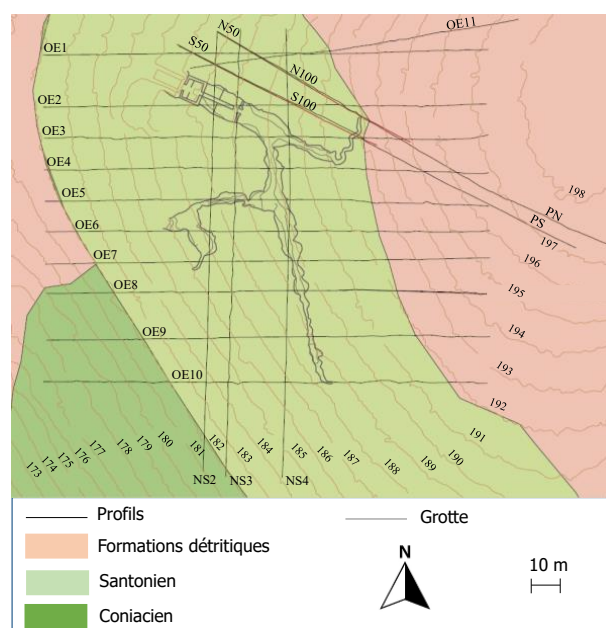 OE11
N50
OE1
S50
N100
OE2
S100
OE3
OE4
198
OE5
PN
PS
197
OE6
196
OE7
195
OE8
194
OE9
193
OE10
192
191
182
184
190
180
181
183
185
186
187
188
189
179
178
177
176
175
174
173
NS2
NS3
NS4
Profils
Grotte
Formations détritiques
N
10 m
Santonien
Coniacien